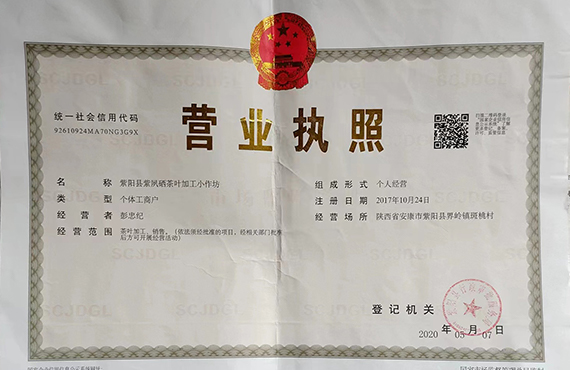 统一社会信用代码
92610924MA70NG3G9X
营业执照
名 称 紫阳县紫夙硒茶叶加工小作坊
类 型 个体工商户
经 营 者 彭忠纪
经 营 范 围 茶叶加工、销售。(依法须经批准的项目,经相关部门批准
后方可开展经营活动)
组 成 形 式 个人经营
注 册 日 期 2017年10月24日
经 营 场 所 陕西省安康市紫阳县界岭镇斑桃村
登 记 机 关
2020 年 05 月 07 日
SCJDGL